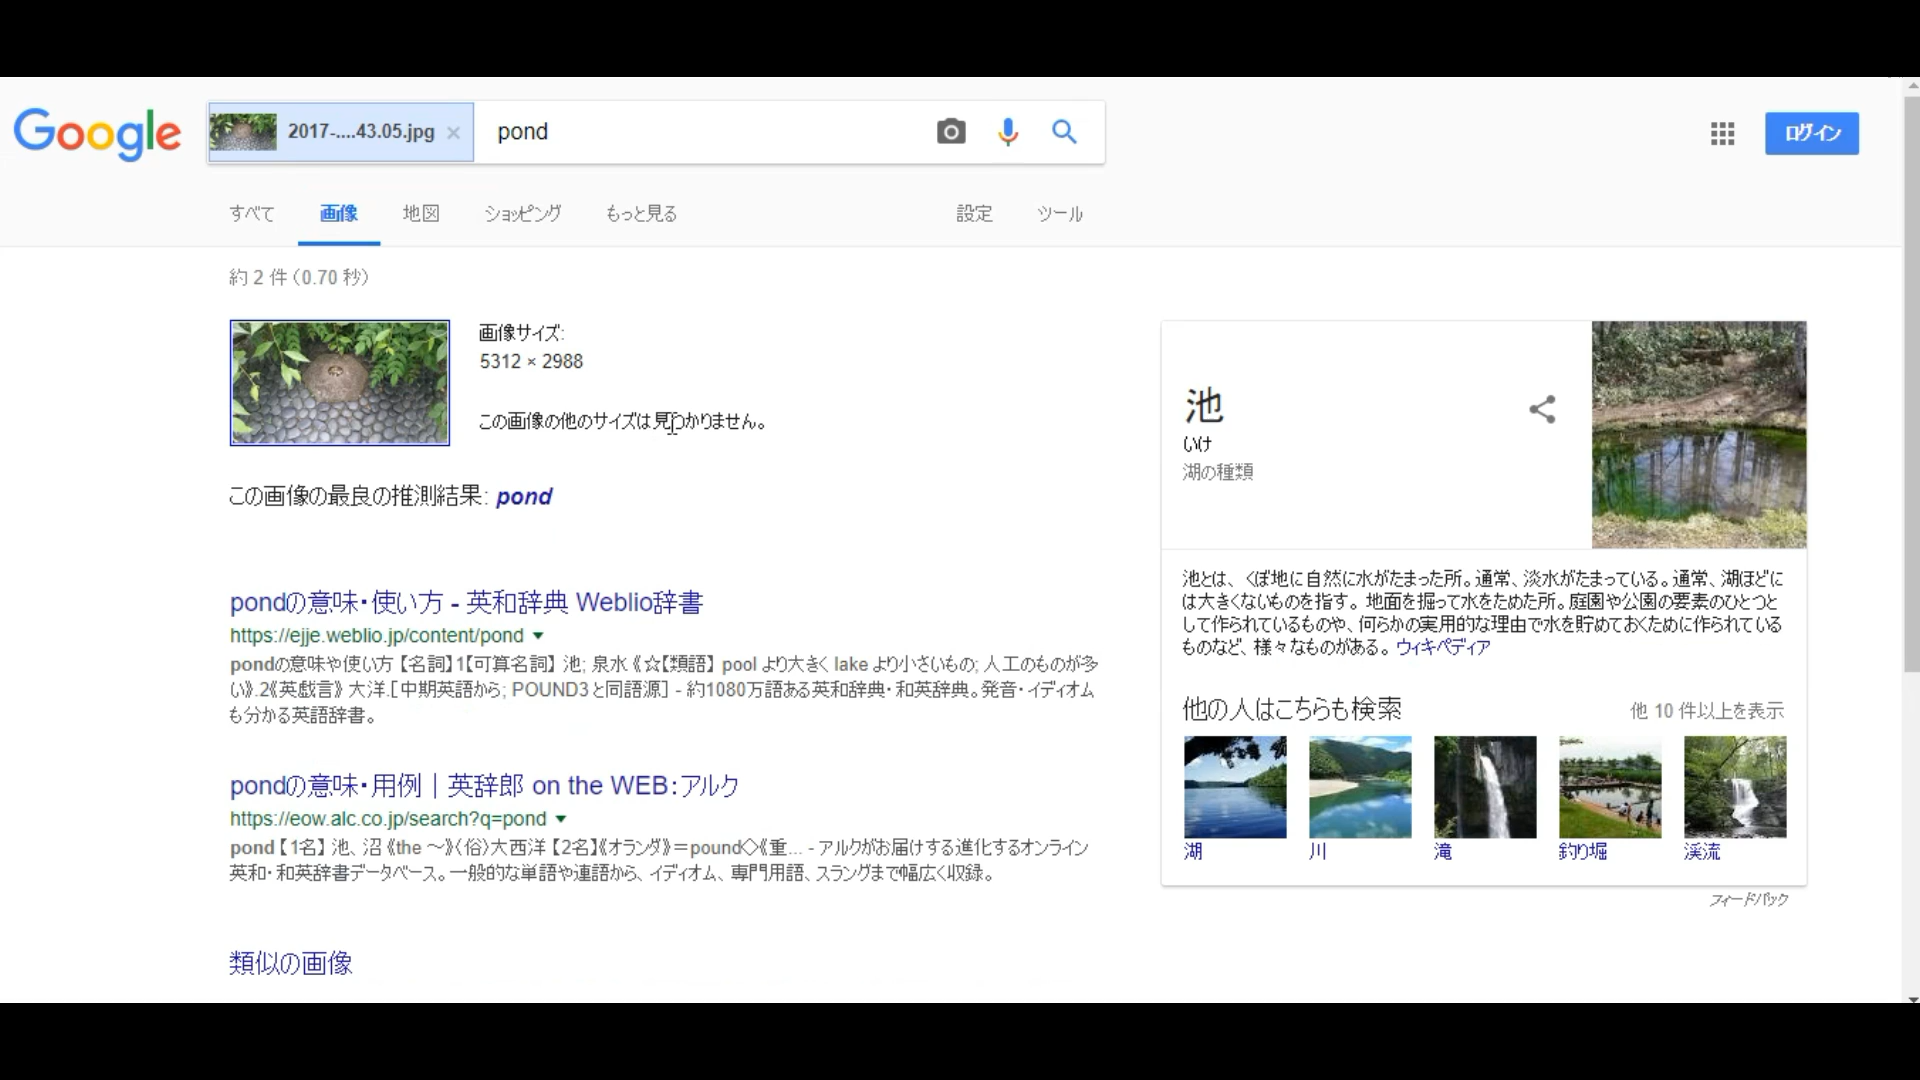 Google
2017-....43.05.jpg
pond
ログイン
すべて
画像
地図
ショッピング
もっと見る
設定
ツール
約 2 件 (0.70 秒)
画像サイズ:
5312 × 2988
この画像の他のサイズは見つかりません。
この画像の最良の推測結果: pond
pondの意味・使い方 - 英和辞典 Weblio辞書
https://ejje.weblio.jp/content/pond
pondの意味や使い方 【名詞】1【可算名詞】 池; 泉水 《☆【類語】 pool より大きく lake より小さいもの; 人工のものが多
い》.2《英戯言》 大洋.[中期英語から; POUND3 と同語源] - 約1080万語ある英和辞典・和英辞典。発音・イディオム
も分かる英語辞書。
pondの意味・用例|英辞郎 on the WEB:アルク
https://eow.alc.co.jp/search?q=pond
pond 【1名】 池、沼 《the ~》〈俗〉大西洋 【2名】《オランダ》=pound◇《重... - アルクがお届けする進化するオンライン
英和・和英辞書データベース。一般的な単語や連語から、イディオム、専門用語、スラングまで幅広く収録。
類似の画像
池
いけ
湖の種類
池とは、くぼ地に自然に水がたまった所。通常、淡水がたまっている。通常、湖ほどに
は大きくないものを指す。 地面を掘って水をためた所。庭園や公園の要素のひとつと
して作られているものや、何らかの実用的な理由で水を貯めておくために作られている
ものなど、様々なものがある。 ウィキペディア
他の人はこちらも検索
他 10 件以上を表示
湖
川
滝
釣り堀
渓流
フィードバック